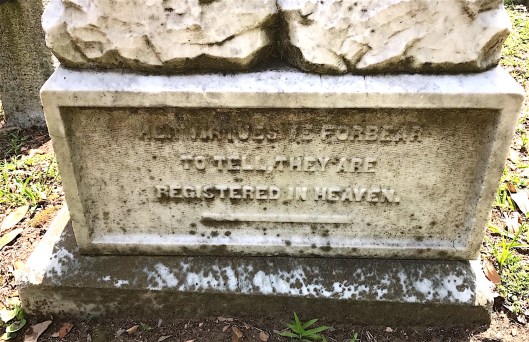 HER VIRTUES WE FORBEAR
TO TELL, THEY ARE
REGISTERED IN HEAVEN.